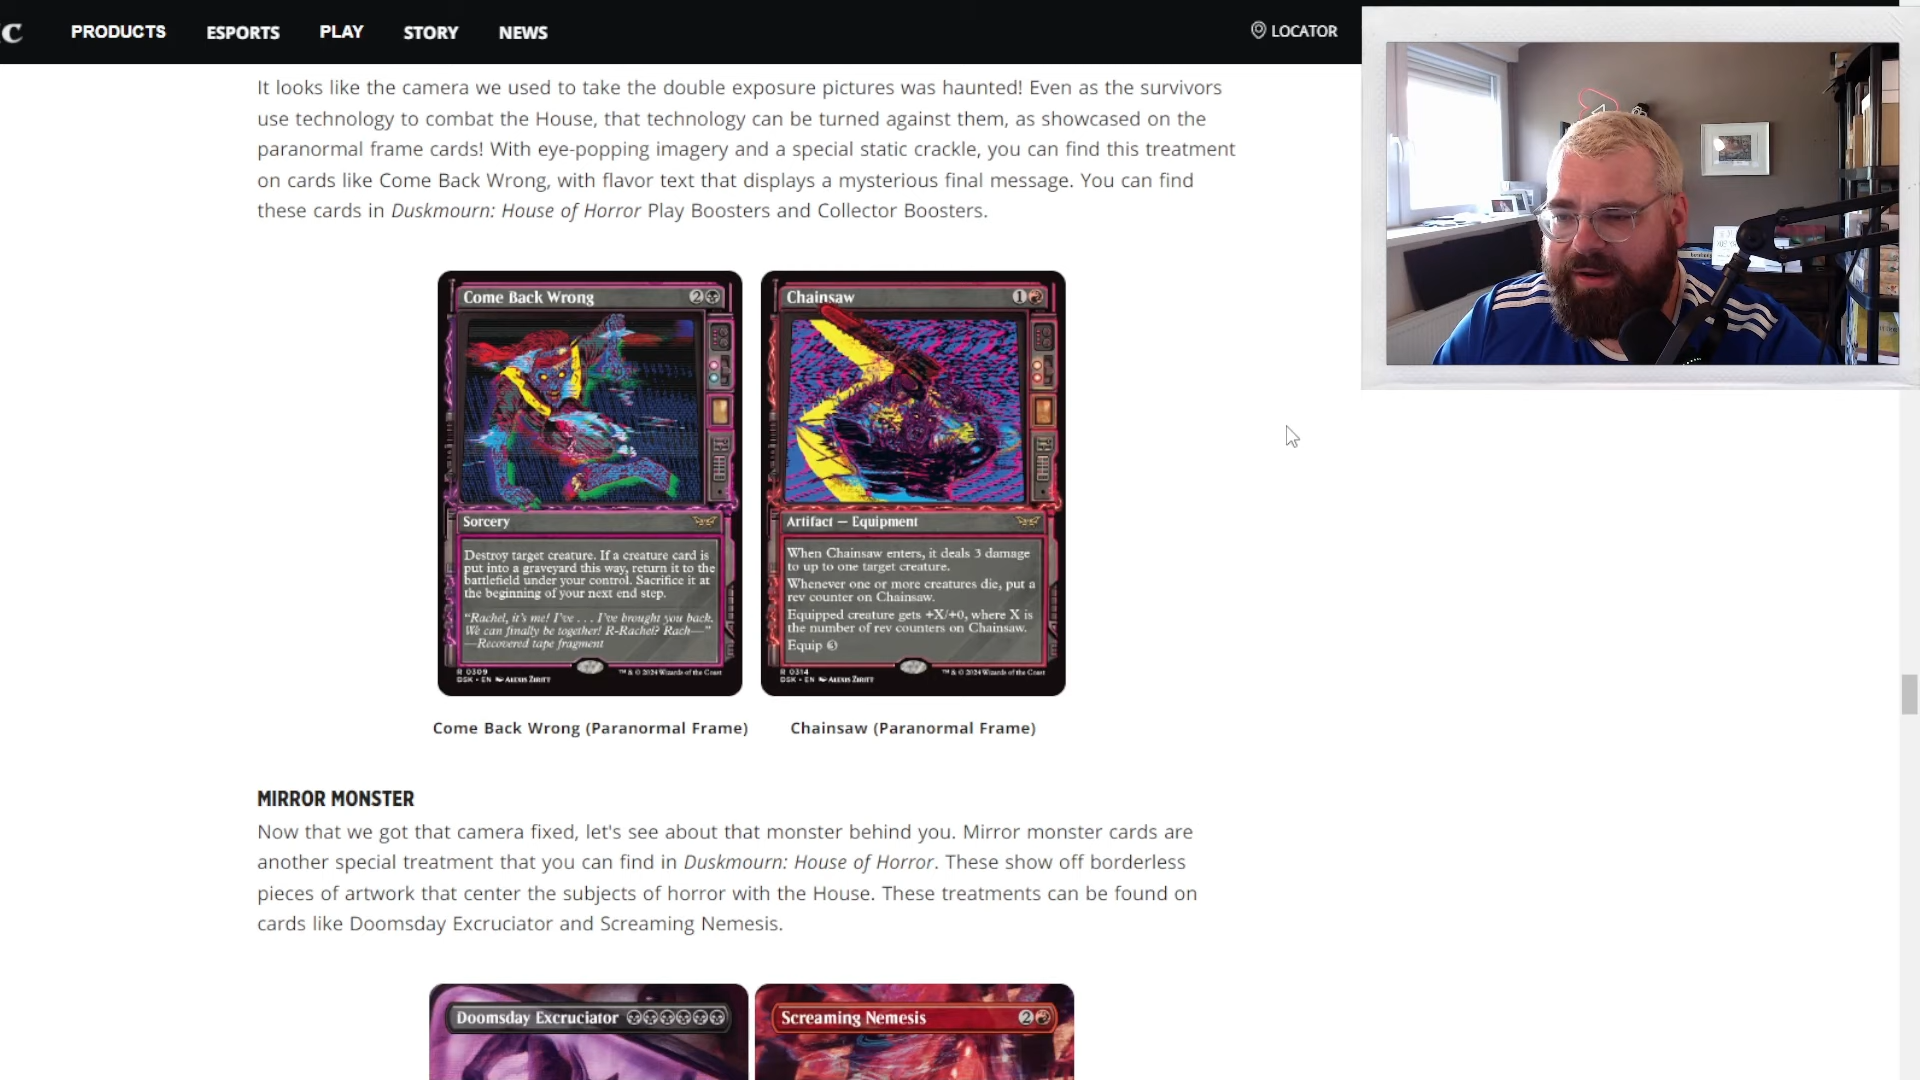 C PRODUCTS ESPORTS PLAY STORY NEWS LOCATOR
It looks like the camera we used to take the double exposure pictures was haunted! Even as the survivors
use technology to combat the House, that technology can be turned against them, as showcased on the
paranormal frame cards! With eye-popping imagery and a special static crackle, you can find this treatment
on cards like Come Back Wrong, with flavor text that displays a mysterious final message. You can find
these cards in Duskmourn: House of Horror Play Boosters and Collector Boosters.
Come Back Wrong 2
Sorcery
Destroy target creature. If a creature card is
put into a graveyard this way, return it to the
battlefield under your control. Sacrifice it at
the beginning of your next end step.
"Rachel, it's me! I've . . . I've brought you back.
We can finally be together! R-Rachel? Rach—"
—Recovered tape fragment
R 0309
DSK • EN ALEXIS ZIRITT
™ & © 2024 Wizards of the Coast
Chainsaw 1
Artifact — Equipment
When Chainsaw enters, it deals 3 damage
to up to one target creature.
Whenever one or more creatures die, put a
rev counter on Chainsaw.
Equipped creature gets +X/+0, where X is
the number of rev counters on Chainsaw.
Equip 3
R 0314
DSK • EN ALEXIS ZIRITT
™ & © 2024 Wizards of the Coast
Come Back Wrong (Paranormal Frame)
Chainsaw (Paranormal Frame)
MIRROR MONSTER
Now that we got that camera fixed, let's see about that monster behind you. Mirror monster cards are
another special treatment that you can find in Duskmourn: House of Horror. These show off borderless
pieces of artwork that center the subjects of horror with the House. These treatments can be found on
cards like Doomsday Excruciator and Screaming Nemesis.
Doomsday Excruciator
Screaming Nemesis 2